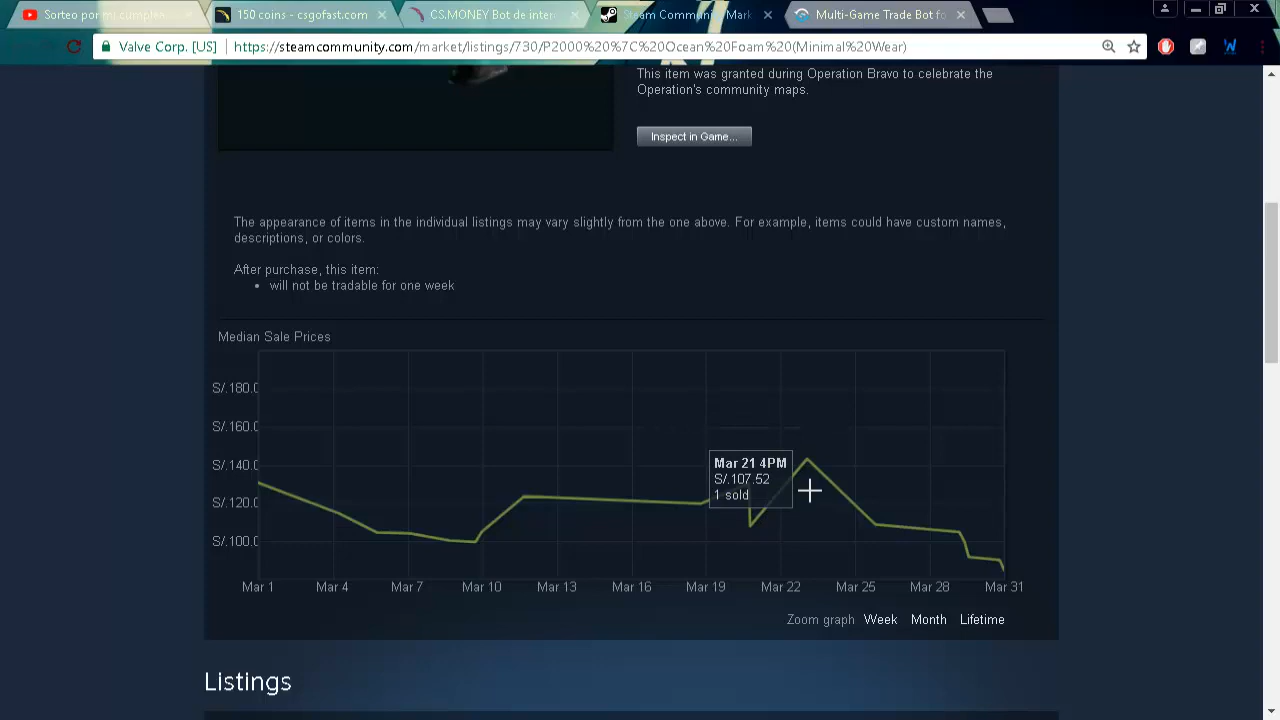 Sorteo por mi cumplea
150 coins - csgofast.com
CS.MONEY Bot de inter
Steam Community Mark
Multi-Game Trade Bot fo
Valve Corp. [US]
https://steamcommunity.com/market/listings/730/P2000%20%7C%20Ocean%20Foam%20(Minimal%20Wear)
This item was granted during Operation Bravo to celebrate the
Operation's community maps.
Inspect in Game...
The appearance of items in the individual listings may vary slightly from the one above. For example, items could have custom names,
descriptions, or colors.
After purchase, this item:
• will not be tradable for one week
Median Sale Prices
S/.180.0
S/.160.0
S/.140.0
S/.120.0
S/.100.0
Mar 21 4PM
S/.107.52
1 sold
Mar 1 Mar 4 Mar 7 Mar 10 Mar 13 Mar 16 Mar 19 Mar 22 Mar 25 Mar 28 Mar 31
Zoom graph Week Month Lifetime
Listings